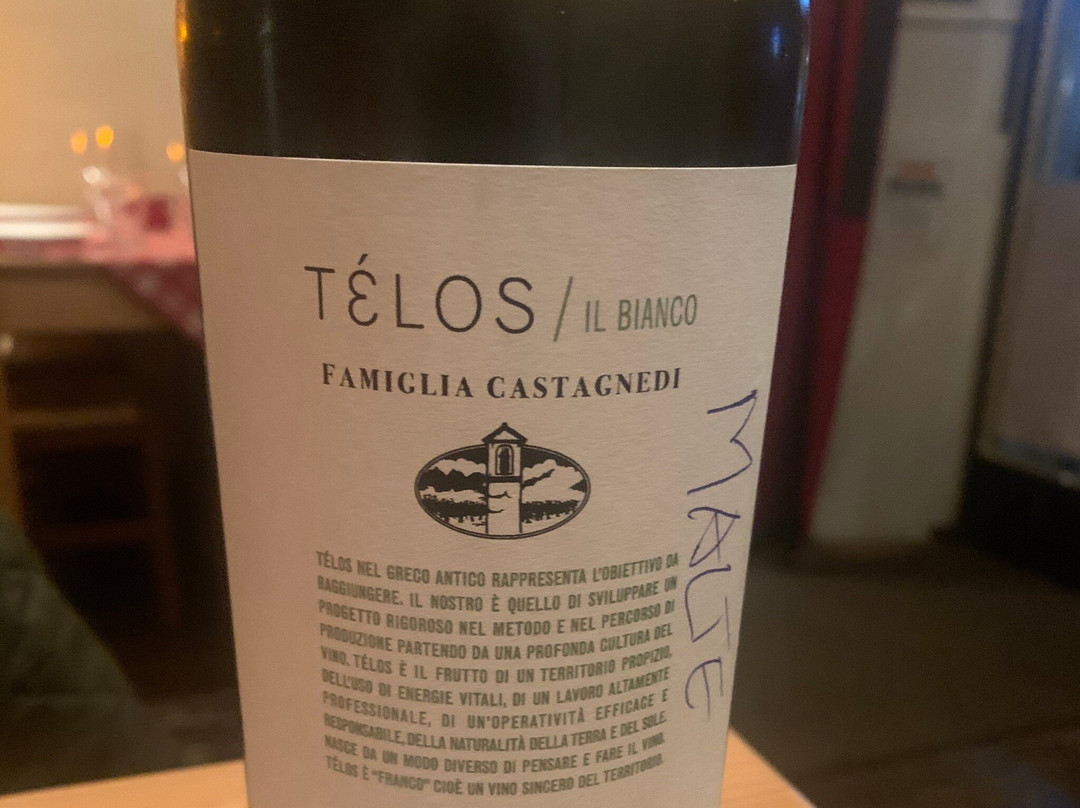 TÉLOS / IL BIANCO
FAMIGLIA CASTAGNEDI
TÉLOS NEL GRECO ANTICO RAPPRESENTA L'OBIETTIVO DA
RAGGIUNGERE. IL NOSTRO È QUELLO DI SVILUPPARE UN
PROGETTO RIGOROSO NEL METODO E NEL PERCORSO DI
PRODUZIONE PARTENDO DA UNA PROFONDA CULTURA DEL
VINO. TÉLOS È IL FRUTTO DI UN TERRITORIO PROPIZIO,
DELL'USO DI ENERGIE VITALI, DI UN LAVORO ALTAMENTE
PROFESSIONALE, DI UN'OPERATIVITÀ EFFICACE E
RESPONSABILE, DELLA NATURALITÀ DELLA TERRA E DEL SOLE.
NASCE DA UN MODO DIVERSO DI PENSARE E FARE IL VINO.
TÉLOS È "FRANCO" CIOÈ UN VINO SINCERO DEL TERRITORIO.
MALTE